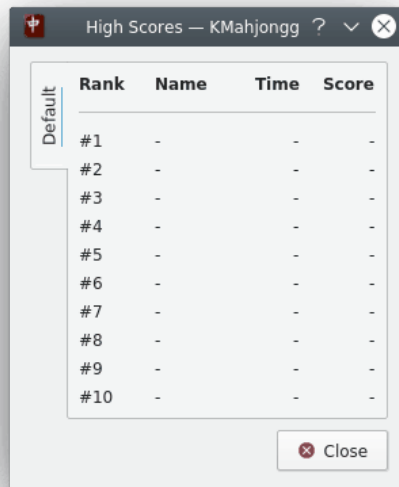 High Scores — KMahjongg ?
Default
Rank Name Time Score
#1 - - -
#2 - - -
#3 - - -
#4 - - -
#5 - - -
#6 - - -
#7 - - -
#8 - - -
#9 - - -
#10 - - -
Close